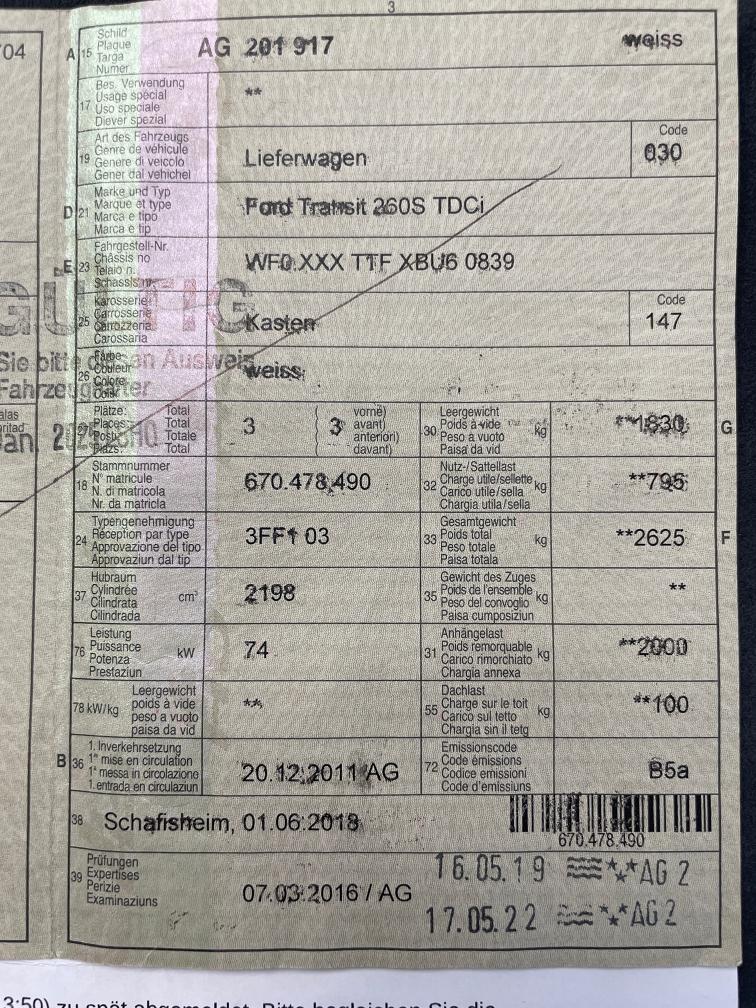 3
04
A 15 Schild
Plaque
Targa
Numer
AG 201 917 weiss
17 Bes. Verwendung
Usage spécial
Uso speciale
Diever spezial
**
19 Art des Fahrzeugs
Genre de véhicule
Genere di veicolo
Gener dal vehichel
Lieferwagen
Code
030
D 21 Marke und Typ
Marque et type
Marca e tipo
Marca e tip
Ford Transit 260S TDCi
E 23 Fahrgestell-Nr.
Châssis no
Telaio n.
Schassis nr.
WF0 XXX TTF XBU6 0839
25 Karosserie
Carrosserie
Carrozzeria
Carossaria
Kasten
Code
147
Sie bitte den Ausweis
Fahrzeughalter
26 Farbe
Couleur
Colore
weiss
Plätze: Total
Places: Total
Posti: Totale
Plazs: Total
3
(3 vorne)
avant)
anteriori)
davant)
30 Leergewicht
Poids à vide
Peso a vuoto
Paisa da vid
kg
**1830
G
18 Stammnummer
N° matricule
N. di matricola
Nr. da matricla
670.478.490
32 Nutz-/Sattellast
Charge utile/sellette
Carico utile/sella
Chargia utila/sella
kg
**795
24 Typengenehmigung
Réception par type
Approvazione del tipo
Approvaziun dal tip
3FF1 03
33 Gesamtgewicht
Poids total
Peso totale
Paisa totala
kg
**2625
F
37 Hubraum
Cylindrée
Cilindrata
Cilindrada
cm³
2198
35 Gewicht des Zuges
Poids de l'ensemble
Peso del convoglio
Paisa cumposiziun
kg
**
76 Leistung
Puissance
Potenza
Prestaziun
kW
74
31 Anhängelast
Poids remorquable
Carico rimorchiato
Chargia annexa
kg
**2000
78 kW/kg
Leergewicht
poids à vide
peso a vuoto
paisa da vid
**
55 Dachlast
Charge sur le toit
Carico sul tetto
Chargia sin il tetg
kg
**100
B 36 1. Inverkehrsetzung
1re mise en circulation
1a messa in circolazione
1. entrada en circulaziun
20.12.2011 AG
72 Emissionscode
Code émissions
Codice emissioni
Code d'emissiuns
B5a
38 Schafisheim, 01.06.2018
670.478.490
39 Prüfungen
Expertises
Perizie
Examinaziuns
07.03.2016 / AG
16.05.19 AG 2
17.05.22 AG 2
3:50) zu spät abgemeldet. Bitte begleichen Sie die